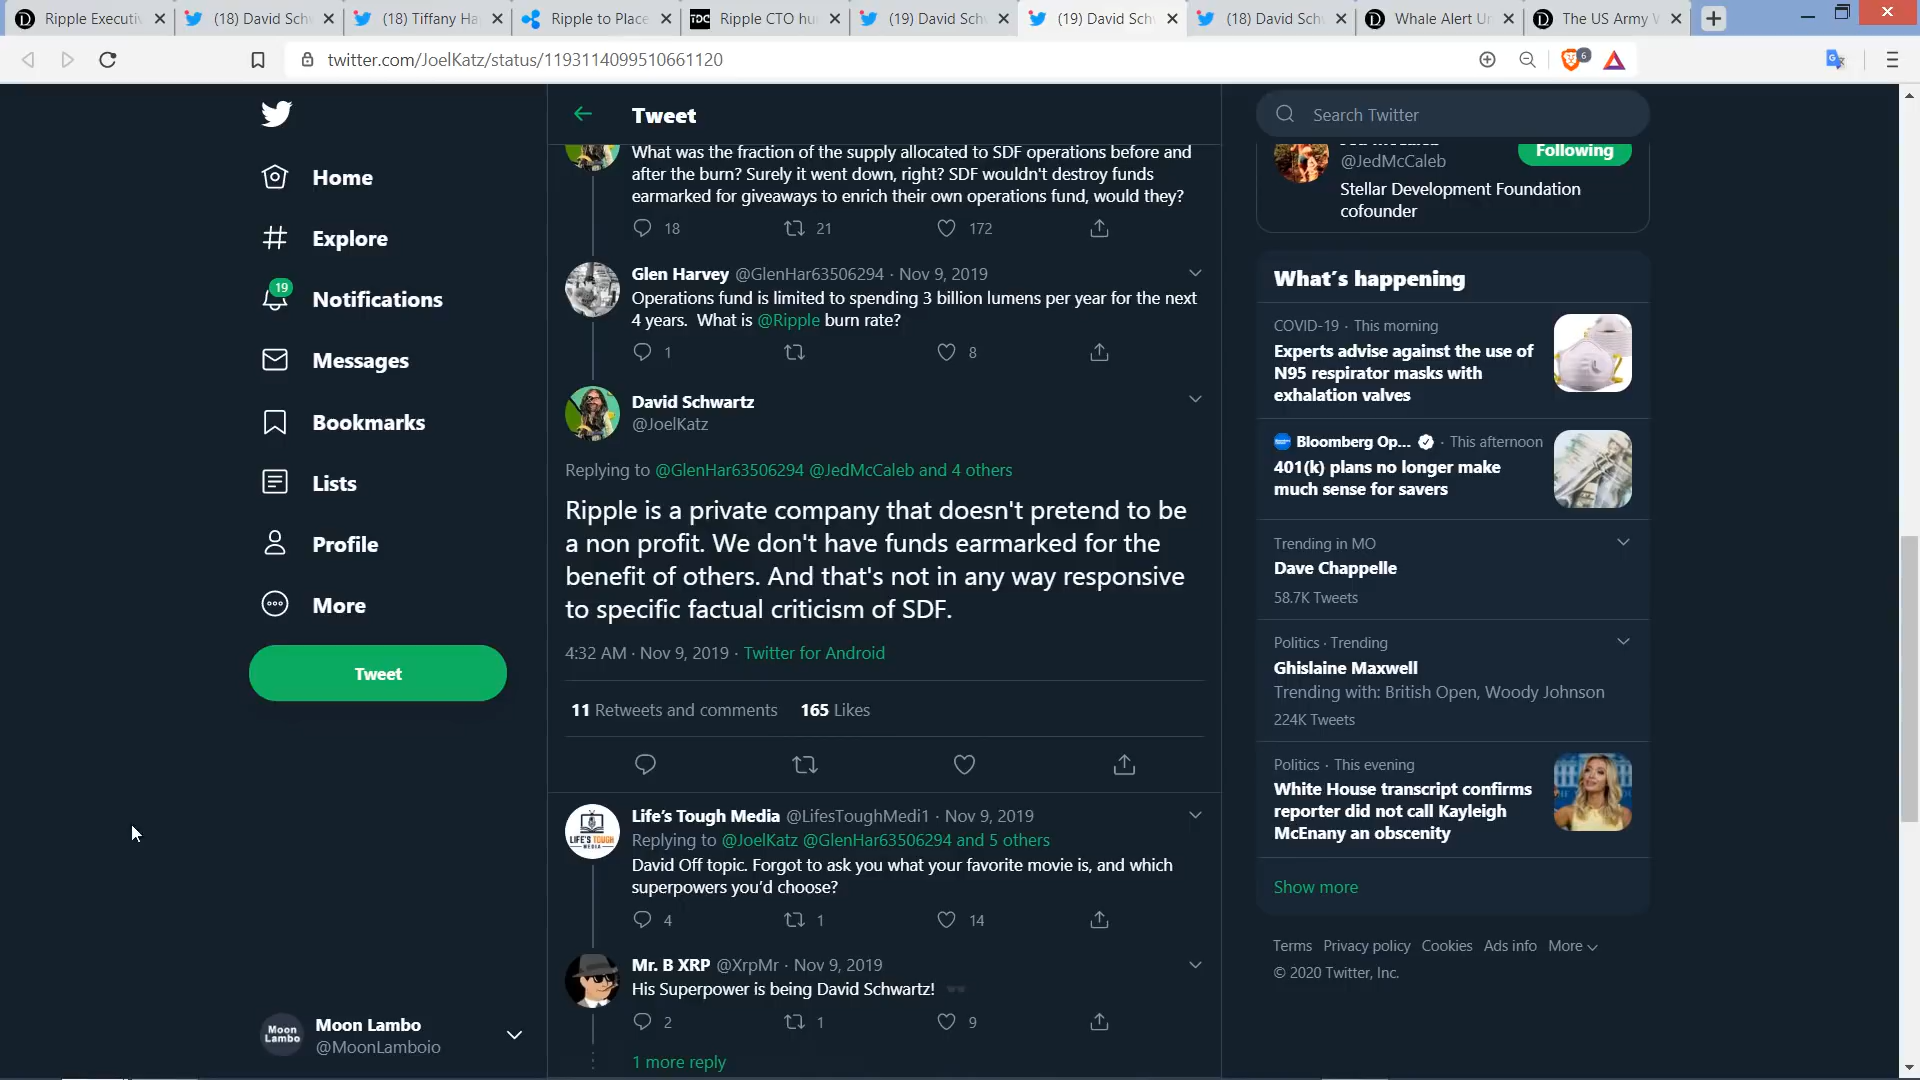 Ripple Executiv
(18) David Sch
(18) Tiffany Ha
Ripple to Place
TDC Ripple CTO hu
(19) David Sch
(19) David Sch
(18) David Sch
Whale Alert Ur
The US Army
twitter.com/JoelKatz/status/1193114099510661120
6
Home
Explore
19
Notifications
Messages
Bookmarks
Lists
Profile
More
Tweet
Moon Lambo
Moon Lambo
@MoonLamboio
Tweet
What was the fraction of the supply allocated to SDF operations before and
after the burn? Surely it went down, right? SDF wouldn't destroy funds
earmarked for giveaways to enrich their own operations fund, would they?
18 21 172
Glen Harvey @GlenHar63506294 · Nov 9, 2019
Operations fund is limited to spending 3 billion lumens per year for the next
4 years. What is @Ripple burn rate?
1 8
David Schwartz
@JoelKatz
Replying to @GlenHar63506294 @JedMcCaleb and 4 others
Ripple is a private company that doesn't pretend to be
a non profit. We don't have funds earmarked for the
benefit of others. And that's not in any way responsive
to specific factual criticism of SDF.
4:32 AM · Nov 9, 2019 · Twitter for Android
11 Retweets and comments 165 Likes
LIFE'S TOUGH
MEDIA
Life's Tough Media @LifesToughMedi1 · Nov 9, 2019
Replying to @JoelKatz @GlenHar63506294 and 5 others
David Off topic. Forgot to ask you what your favorite movie is, and which
superpowers you'd choose?
4 1 14
Mr. B XRP @XrpMr · Nov 9, 2019
His Superpower is being David Schwartz!
2 1 9
1 more reply
Search Twitter
@JedMcCaleb
Following
Stellar Development Foundation
cofounder
What's happening
COVID-19 · This morning
Experts advise against the use of
N95 respirator masks with
exhalation valves
Bloomberg Op... · This afternoon
401(k) plans no longer make
much sense for savers
Trending in MO
Dave Chappelle
58.7K Tweets
Politics · Trending
Ghislaine Maxwell
Trending with: British Open, Woody Johnson
224K Tweets
Politics · This evening
White House transcript confirms
reporter did not call Kayleigh
McEnany an obscenity
Show more
Terms Privacy policy Cookies Ads info More
© 2020 Twitter, Inc.